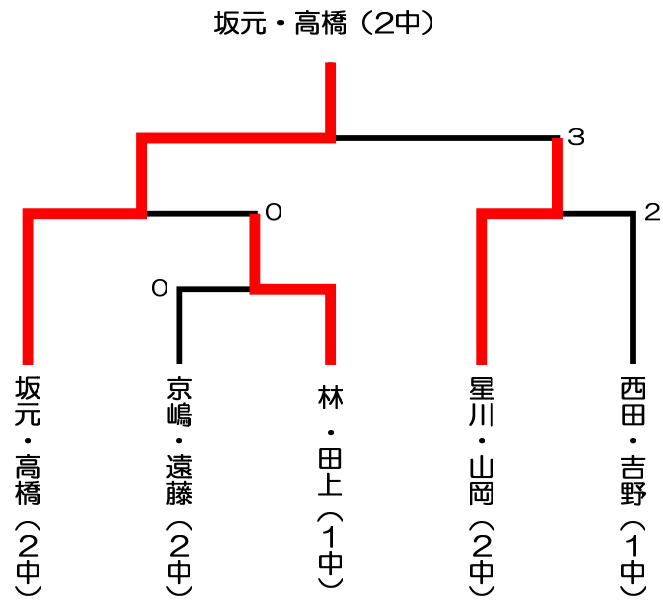 坂元・高橋（２中）
３
０
２
０
坂元・高橋（２中）
京嶋・遠藤（２中）
林・田上（１中）
星川・山岡（２中）
西田・吉野（１中）